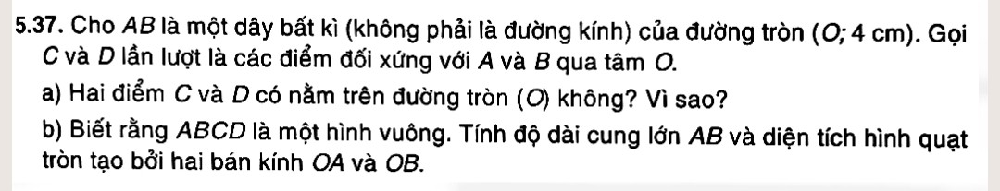 5.37. Cho AB là một dây bất kì (không phải là đường kính) của đường tròn (O; 4 cm). Gọi
C và D lần lượt là các điểm đối xứng với A và B qua tâm O.
a) Hai điểm C và D có nằm trên đường tròn (O) không? Vì sao?
b) Biết rằng ABCD là một hình vuông. Tính độ dài cung lớn AB và diện tích hình quạt
tròn tạo bởi hai bán kính OA và OB.